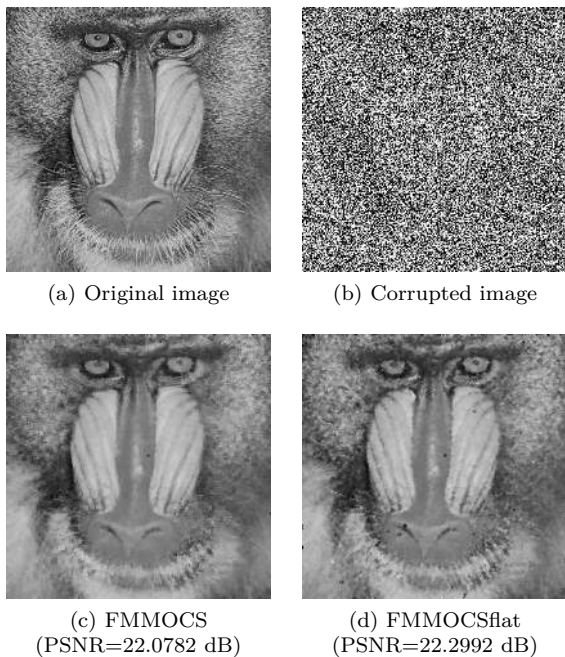 (a) Original image
(b) Corrupted image
(c) FMMOCS
(PSNR=22.0782 dB)
(d) FMMOCSflat
(PSNR=22.2992 dB)